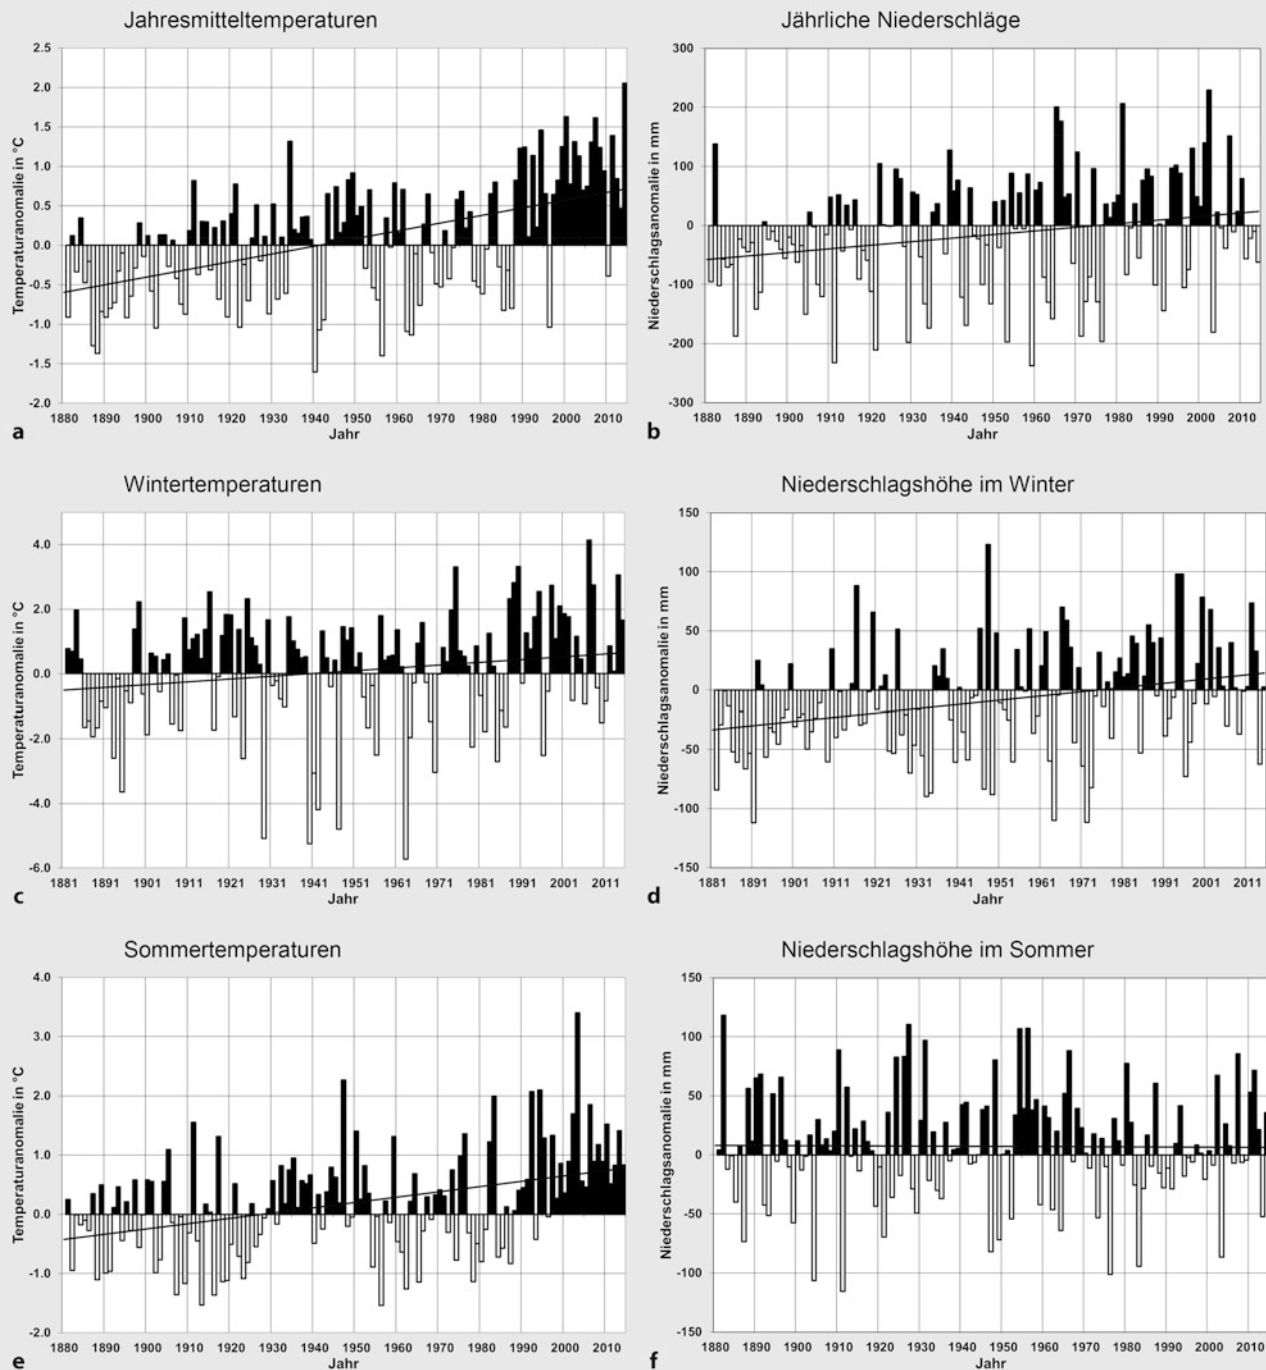 Jahresmitteltemperaturen
Temperaturanomalie in °C
2.5
2.0
1.5
1.0
0.5
0.0
-0.5
-1.0
-1.5
-2.0
1880 1890 1900 1910 1920 1930 1940 1950 1960 1970 1980 1990 2000 2010
Jahr
a
Jährliche Niederschläge
Niederschlagsanomalie in mm
300
200
100
0
-100
-200
-300
1880 1890 1900 1910 1920 1930 1940 1950 1960 1970 1980 1990 2000 2010
Jahr
b
Wintertemperaturen
Temperaturanomalie in °C
4.0
2.0
0.0
-2.0
-4.0
-6.0
1881 1891 1901 1911 1921 1931 1941 1951 1961 1971 1981 1991 2001 2011
Jahr
c
Niederschlagshöhe im Winter
Niederschlagsanomalie in mm
150
100
50
0
-50
-100
-150
1881 1891 1901 1911 1921 1931 1941 1951 1961 1971 1981 1991 2001 2011
Jahr
d
Sommertemperaturen
Temperaturanomalie in °C
4.0
3.0
2.0
1.0
0.0
-1.0
-2.0
1880 1890 1900 1910 1920 1930 1940 1950 1960 1970 1980 1990 2000 2010
Jahr
e
Niederschlagshöhe im Sommer
Niederschlagsanomalie in mm
150
100
50
0
-50
-100
-150
1880 1890 1900 1910 1920 1930 1940 1950 1960 1970 1980 1990 2000 2010
Jahr
f